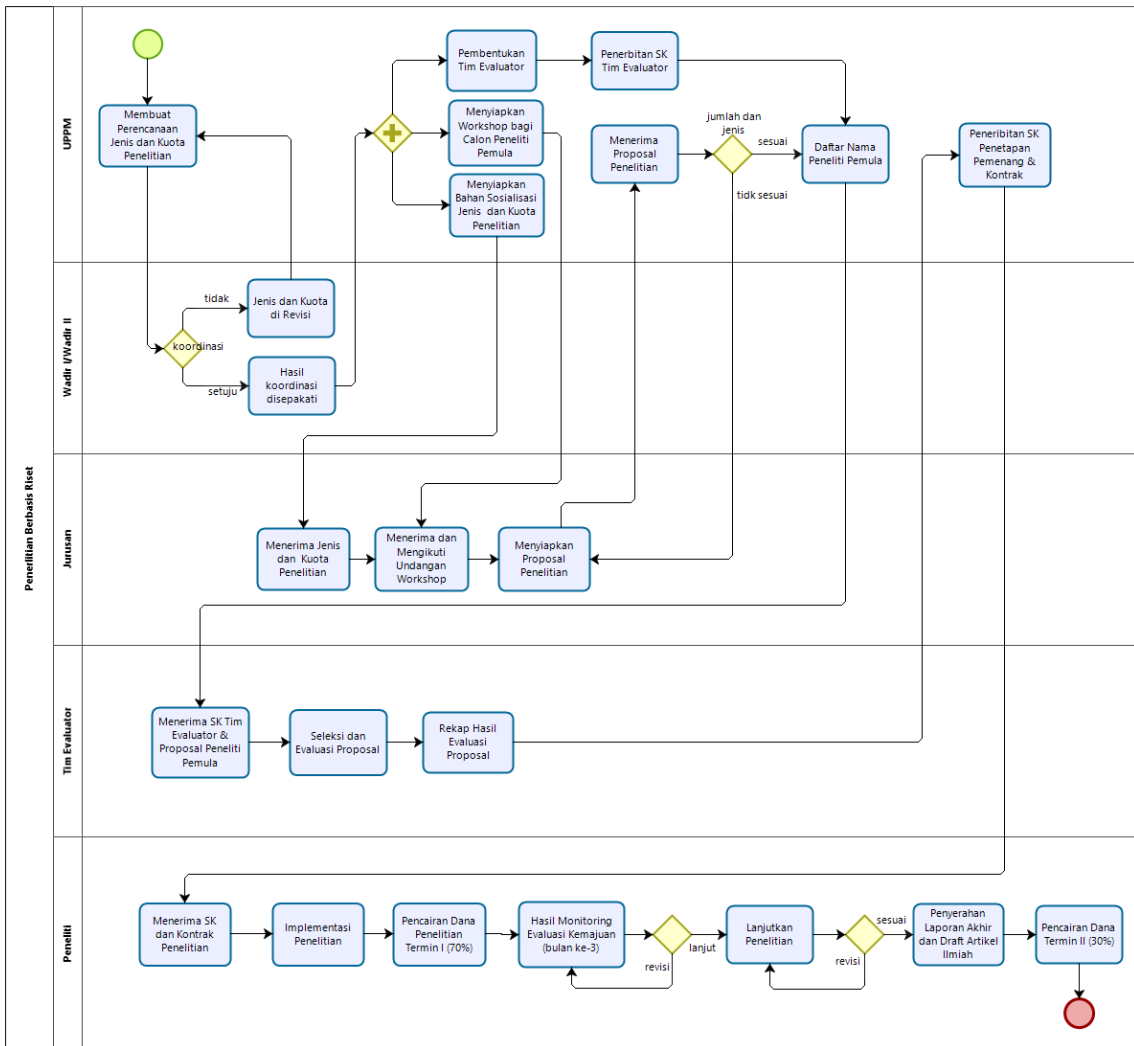 Penerilitian Berbasis Riset
UPPM
Membuat
Perencanaan
Jenis dan Kuota
Penelitian
Pembentukan
Tim Evaluator
Penerbitan SK
Tim Evaluator
Menyiapkan
Workshop bagi
Calon Peneliti
Pemula
Menyiapkan
Bahan Sosialisasi
Jenis dan Kuota
Penelitian
Menerima
Proposal
Penelitian
jumlah dan
jenis
sesuai
tidk sesuai
Daftar Nama
Peneliti Pemula
Peneribitan SK
Penetapan
Pemenang &
Kontrak
Wadir I/Wadir II
koordinasi
tidak
Jenis dan Kuota
di Revisi
setuju
Hasil
koordinasi
disepakati
Jurusan
Menerima Jenis
dan Kuota
Penelitian
Menerima dan
Mengikuti
Undangan
Workshop
Menyiapkan
Proposal
Penelitian
Tim Evaluator
Menerima SK Tim
Evaluator &
Proposal Peneliti
Pemula
Seleksi dan
Evaluasi Proposal
Rekap Hasil
Evaluasi
Proposal
Peneliti
Menerima SK
dan Kontrak
Penelitian
Implementasi
Penelitian
Pencairan Dana
Penelitian
Termin I (70%)
Hasil Monitoring
Evaluasi Kemajuan
(bulan ke-3)
lanjut
revisi
Lanjutkan
Penelitian
sesuai
revisi
Penyerahan
Laporan Akhir
dan Draft Artikel
Ilmiah
Pencairan Dana
Termin II (30%)